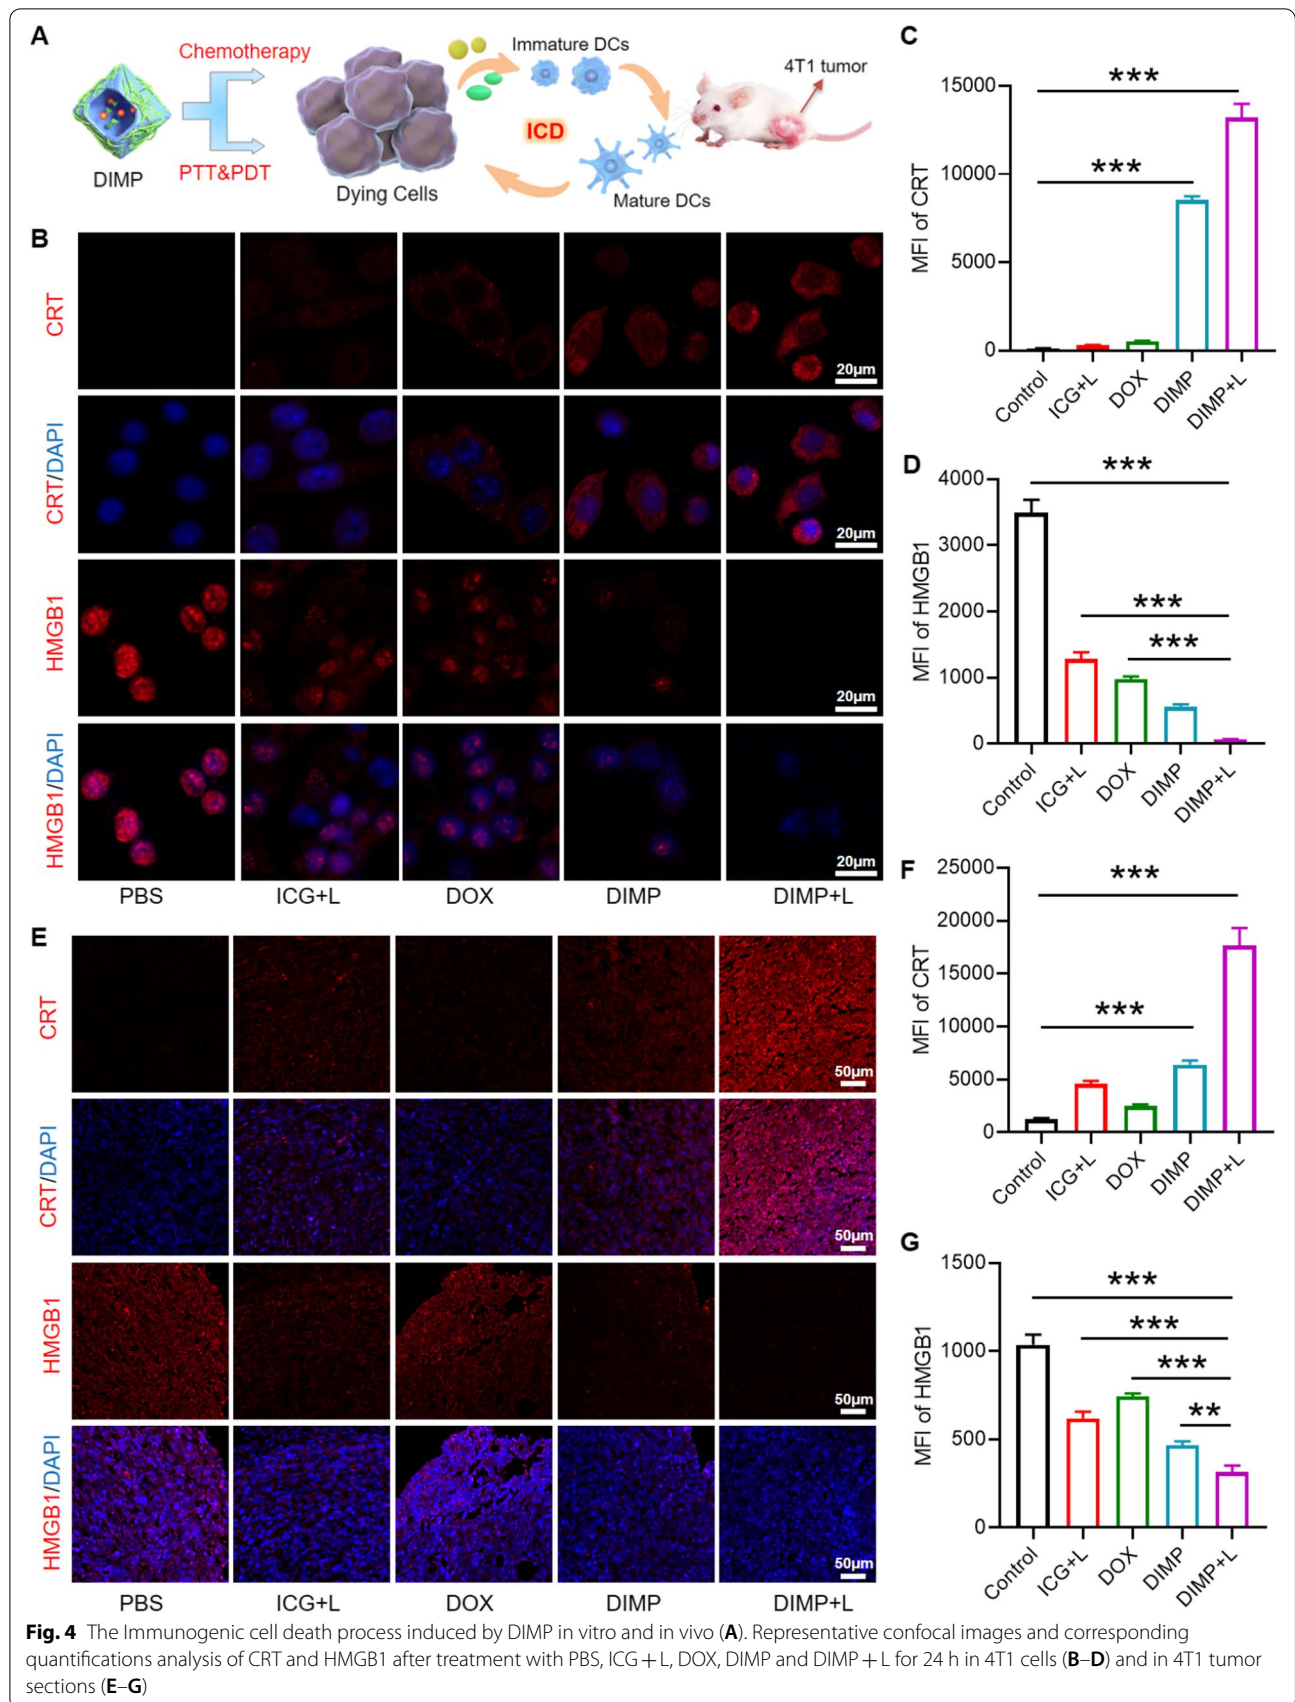 A
Chemotherapy
PTT&PDT
DIMP
Dying Cells
Immature DCs
ICD
Mature DCs
4T1 tumor
B
CRT
20µm
CRT/DAPI
20µm
HMGB1
20µm
HMGB1/DAPI
20µm
PBS ICG+L DOX DIMP DIMP+L
C
MFI of CRT
15000
10000
5000
0
***
***
Control ICG+L DOX DIMP DIMP+L
D
MFI of HMGB1
4000
3000
2000
1000
0
***
***
***
Control ICG+L DOX DIMP DIMP+L
E
CRT
50µm
CRT/DAPI
50µm
HMGB1
50µm
HMGB1/DAPI
50µm
PBS ICG+L DOX DIMP DIMP+L
F
MFI of CRT
25000
20000
15000
10000
5000
0
***
***
Control ICG+L DOX DIMP DIMP+L
G
MFI of HMGB1
1500
1000
500
0
***
***
***
**
Control ICG+L DOX DIMP DIMP+L
Fig. 4 The Immunogenic cell death process induced by DIMP in vitro and in vivo (A). Representative confocal images and corresponding
quantifications analysis of CRT and HMGB1 after treatment with PBS, ICG + L, DOX, DIMP and DIMP + L for 24 h in 4T1 cells (B–D) and in 4T1 tumor
sections (E–G)